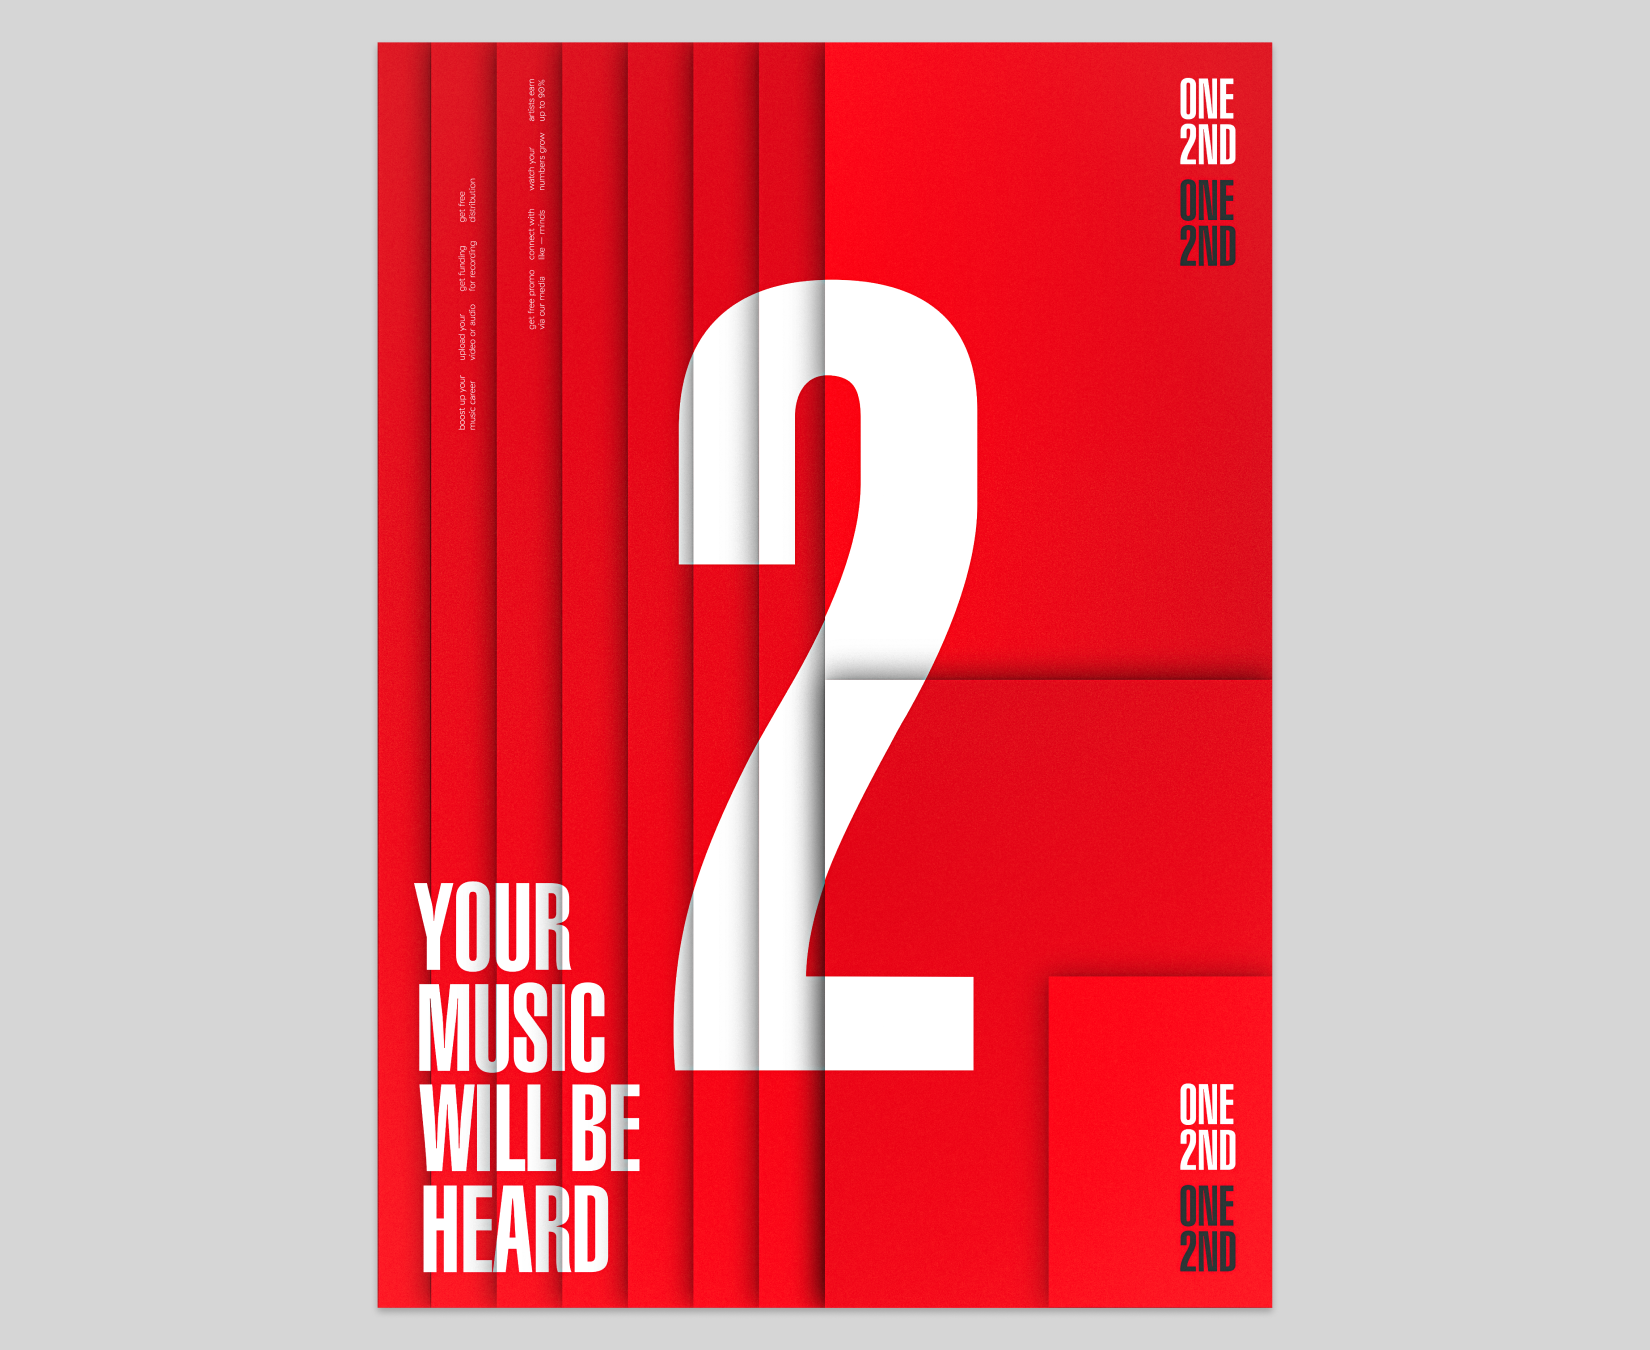 boost up your
music career
upload your
video or audio
get funding
for recording
get free
distribution
get free promo
via our media
connect with
like — minds
watch your
numbers grow
artists earn
up to 90%
ONE
2ND
ONE
2ND
2
YOUR
MUSIC
WILL BE
HEARD
ONE
2ND
ONE
2ND